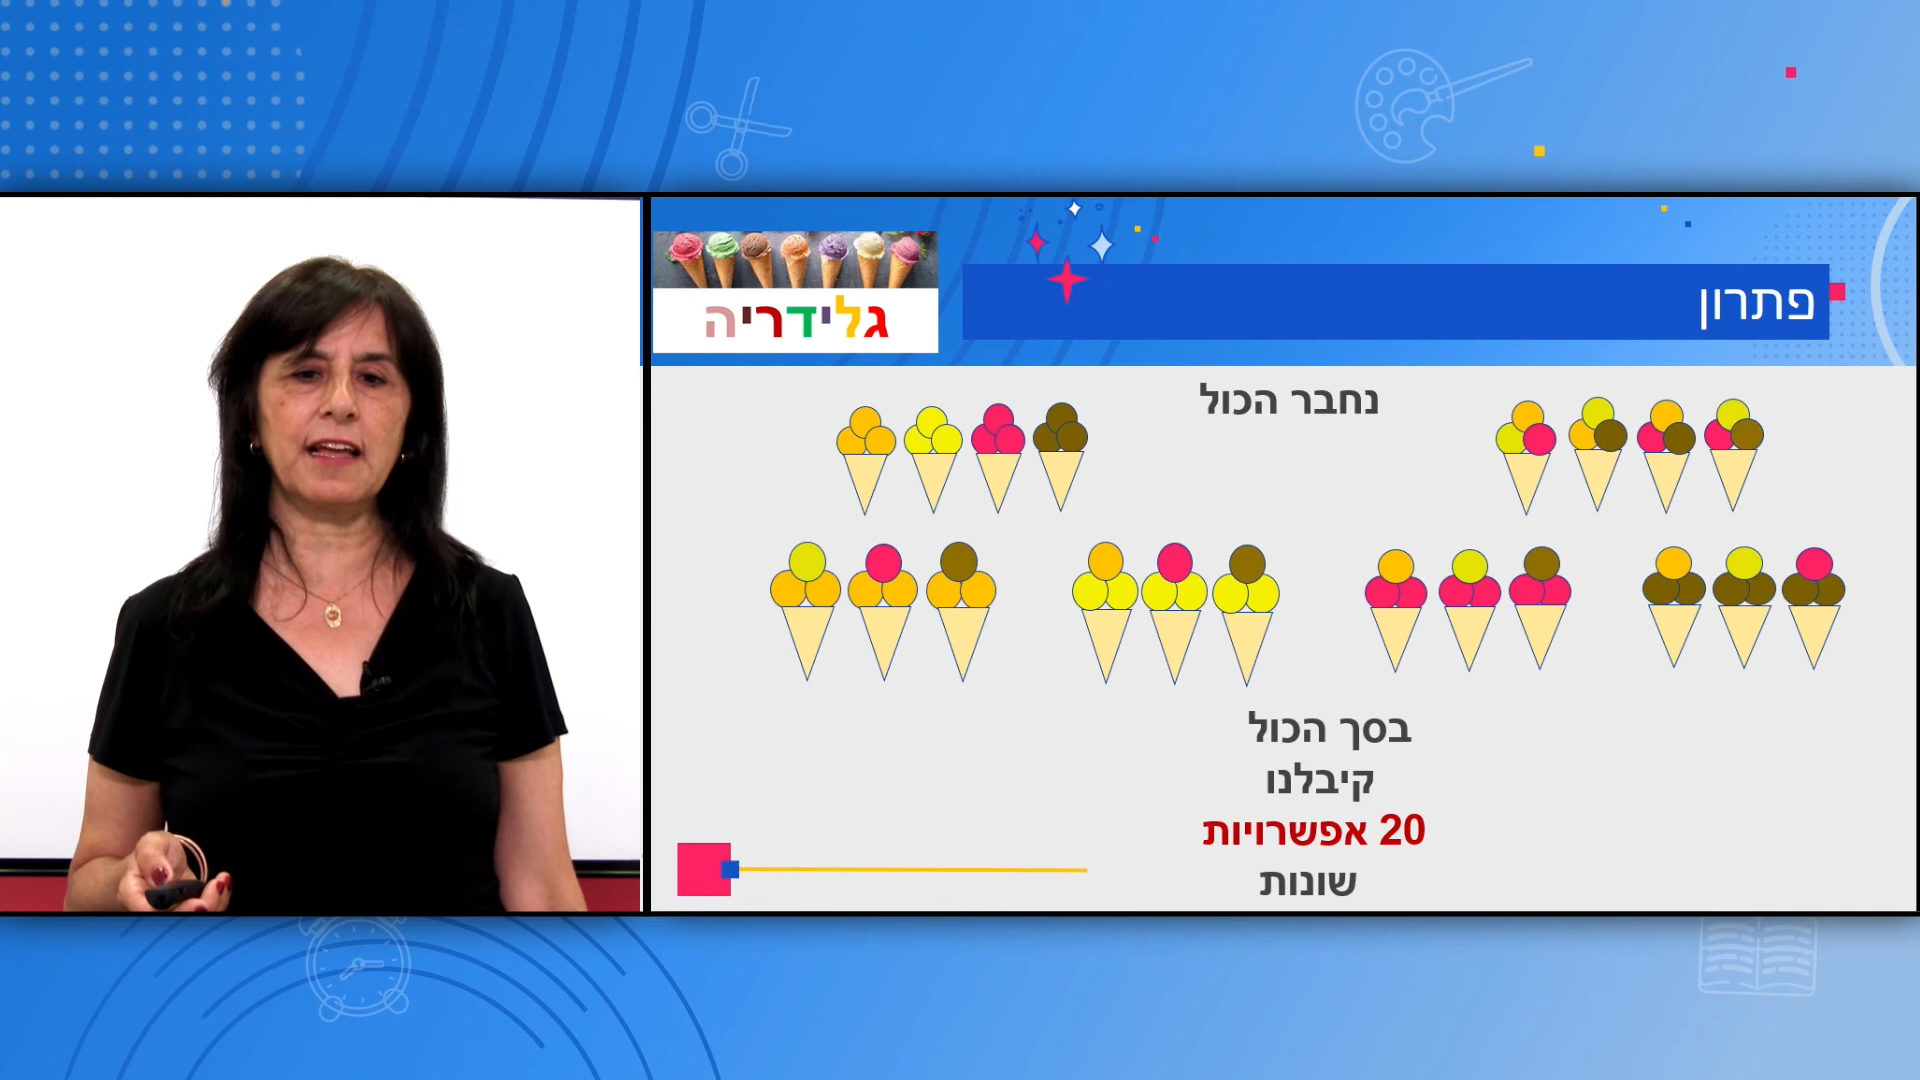 פתרון
גלידריה
נחבר הכול
בסך הכול
קיבלנו
20 אפשרויות
שונות